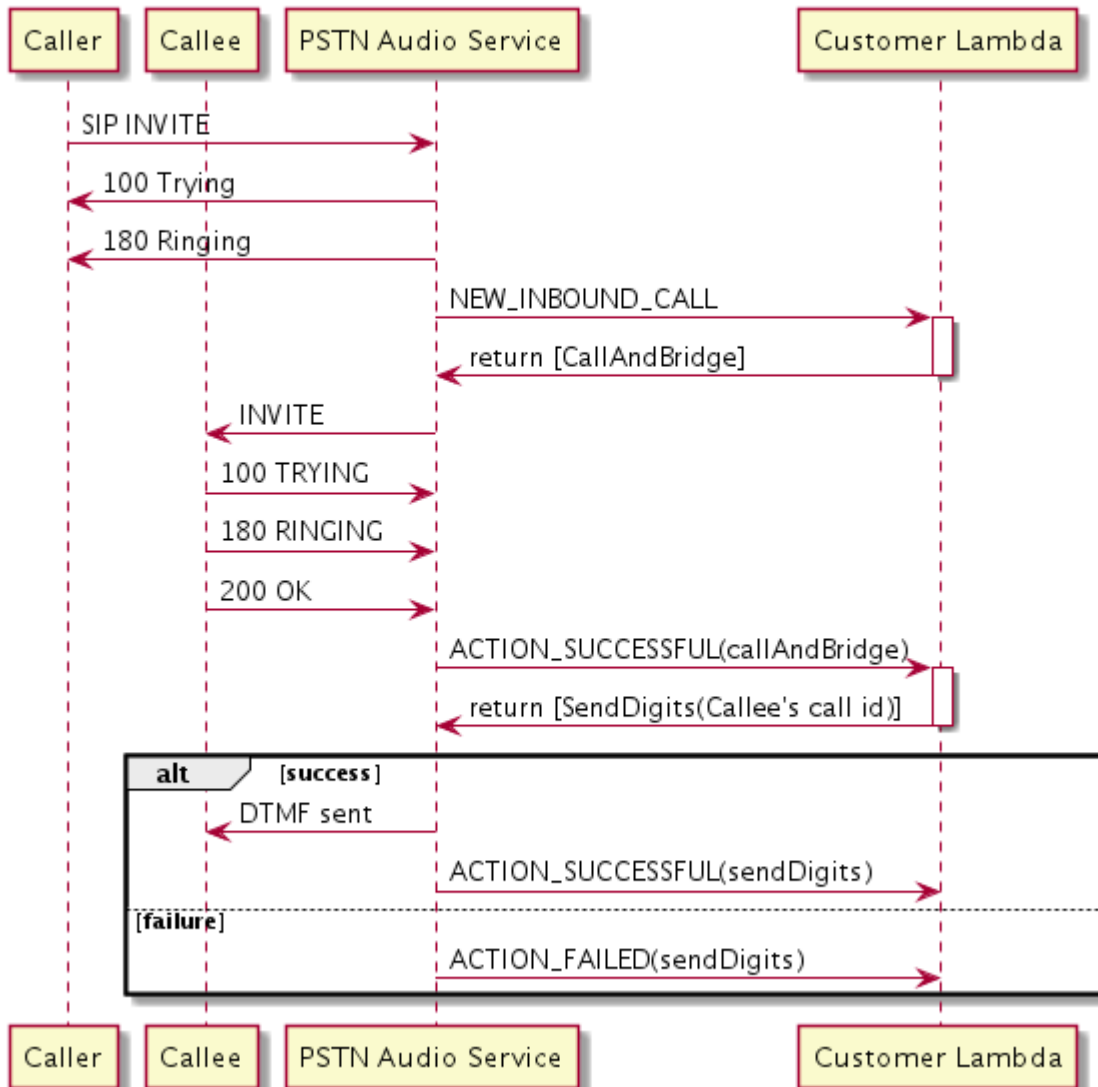 Caller Callee PSTN Audio Service Customer Lambda
SIP INVITE
100 Trying
180 Ringing
NEW_INBOUND_CALL
return [CallAndBridge]
INVITE
100 TRYING
180 RINGING
200 OK
ACTION_SUCCESSFUL(callAndBridge)
return [SendDigits(Callee's call id)]
alt [success]
DTMF sent
ACTION_SUCCESSFUL(sendDigits)
[failure]
ACTION_FAILED(sendDigits)
Caller Callee PSTN Audio Service Customer Lambda